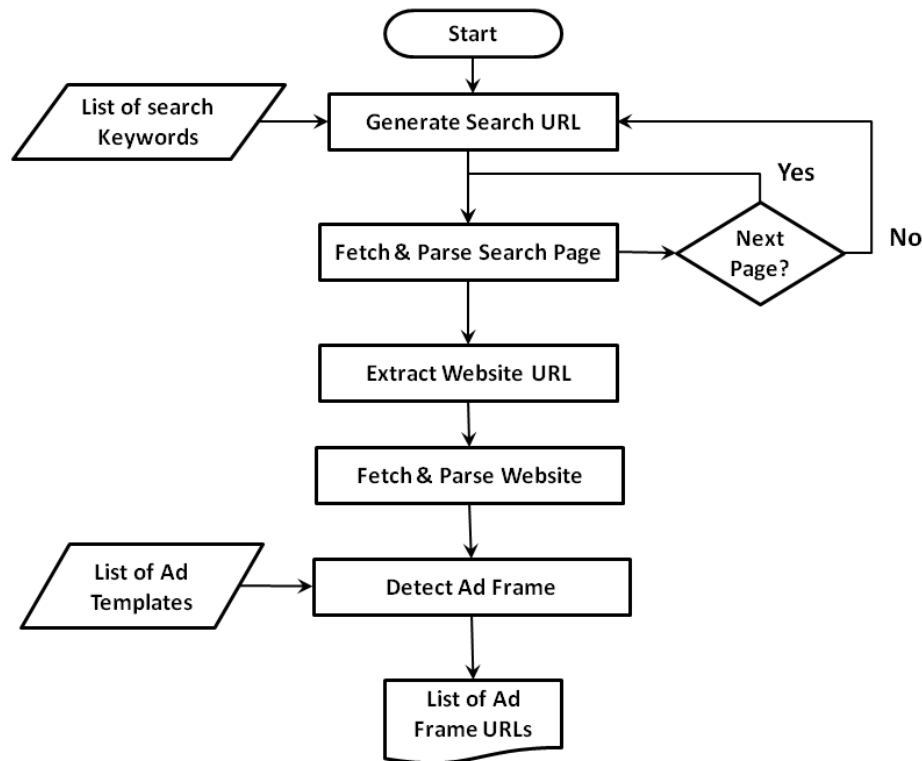 Start
List of search
Keywords
Generate Search URL
Yes
Fetch & Parse Search Page
Next
Page?
No
Extract Website URL
Fetch & Parse Website
List of Ad
Templates
Detect Ad Frame
List of Ad
Frame URLs